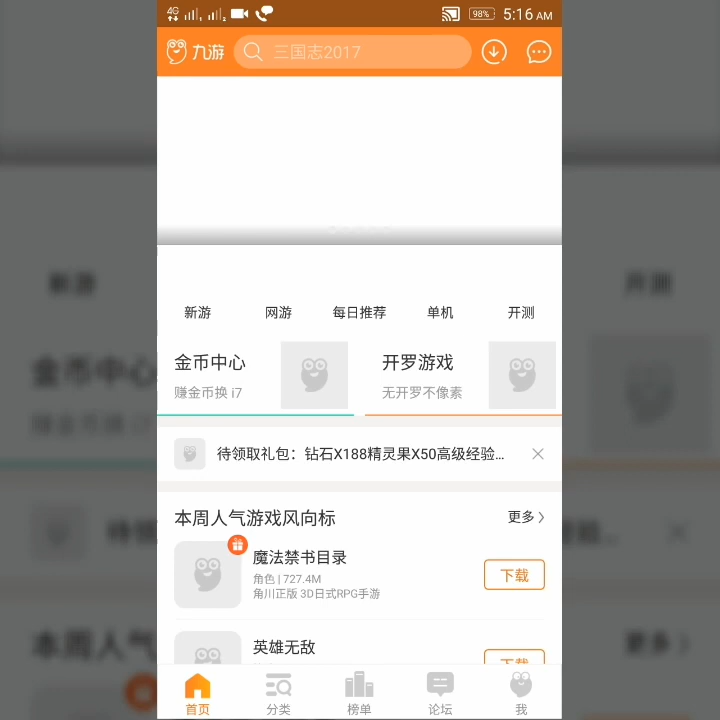 4G 98% 5:16 AM
九游 三国志2017
新游 网游 每日推荐 单机 开测
金币中心 开罗游戏
赚金币换 i7 无开罗不像素
待领取礼包：钻石X188精灵果X50高级经验...
本周人气游戏风向标 更多
魔法禁书目录
角色 | 727.4M 下载
角川正版 3D日式RPG手游
英雄无敌
下载
首页 分类 榜单 论坛 我